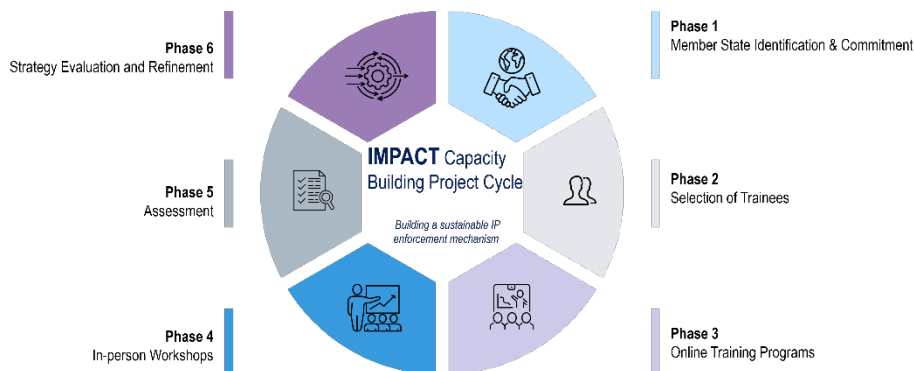 Phase 6
Strategy Evaluation and Refinement
Phase 1
Member State Identification & Commitment
IMPACT Capacity
Building Project Cycle
Building a sustainable IP
enforcement mechanism
Phase 5
Assessment
Phase 2
Selection of Trainees
Phase 4
In-person Workshops
Phase 3
Online Training Programs